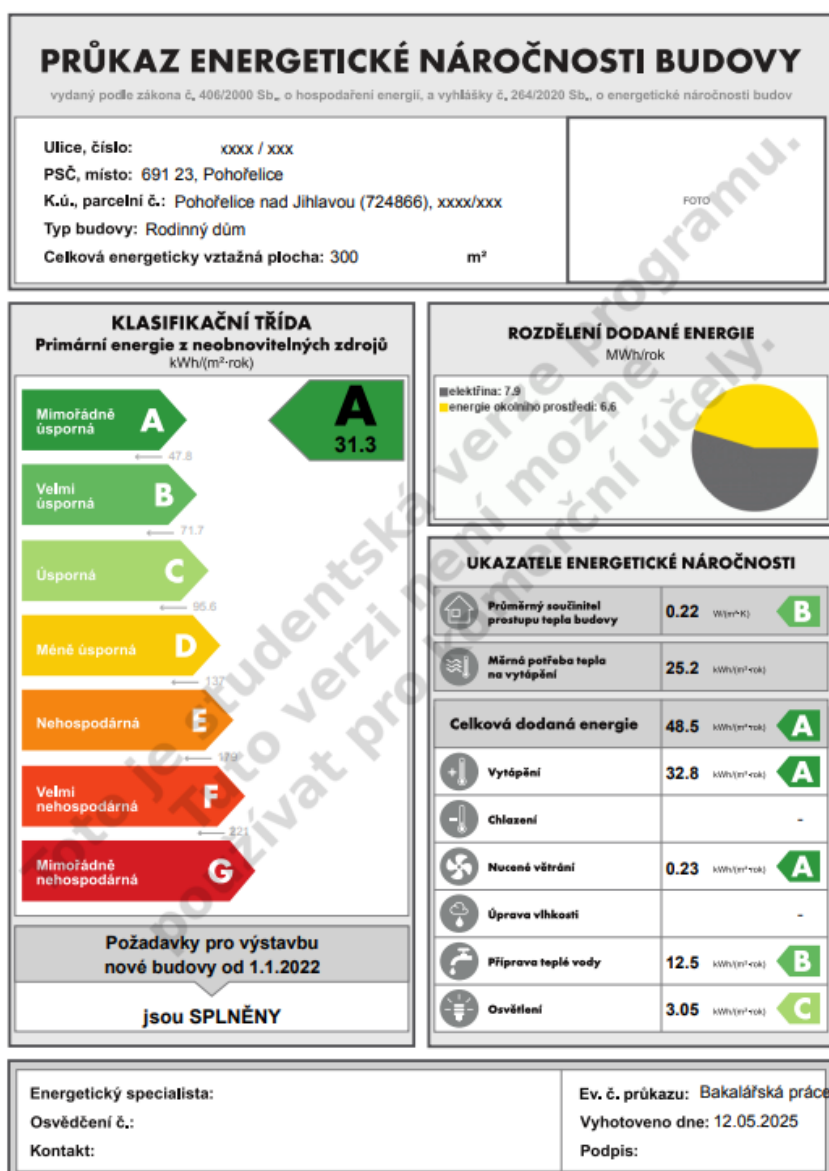 PRŮKAZ ENERGETICKÉ NÁROČNOSTI BUDOVY
vydaný podle zákona č. 406/2000 Sb., o hospodaření energií, a vyhlášky č. 264/2020 Sb., o energetické náročnosti budov
Ulice, číslo: xxxx / xxx
PSČ, místo: 691 23, Pohořelice
K.ú., parcelní č.: Pohořelice nad Jihlavou (724866), xxxx/xxx
Typ budovy: Rodinný dům
Celková energeticky vztažná plocha: 300 m²
FOTO
KLASIFIKAČNÍ TŘÍDA
Primární energie z neobnovitelných zdrojů
kWh/(m²·rok)
Mimořádně
úsporná
A
A
31.3
47.8
Velmi
úsporná
B
71.7
Úsporná
C
95.6
Méně úsporná
D
137
Nehospodárná
E
179
Velmi
nehospodárná
F
221
Mimořádně
nehospodárná
G
Požadavky pro výstavbu
nové budovy od 1.1.2022
jsou SPLNĚNY
ROZDĚLENÍ DODANÉ ENERGIE
MWh/rok
elektřina: 7.9
energie okolního prostředí: 6.6
UKAZATELE ENERGETICKÉ NÁROČNOSTI
Průměrný součinitel
prostupu tepla budovy
0.22 W/(m²·K) B
Měrná potřeba tepla
na vytápění
25.2 kWh/(m²·rok)
Celková dodaná energie 48.5 kWh/(m²·rok) A
Vytápění 32.8 kWh/(m²·rok) A
Chlazení -
Nucené větrání 0.23 kWh/(m²·rok) A
Úprava vlhkosti -
Příprava teplé vody 12.5 kWh/(m²·rok) B
Osvětlení 3.05 kWh/(m²·rok) C
Energetický specialista:
Osvědčení č.:
Kontakt:
Ev. č. průkazu: Bakalářská práce
Vyhotoveno dne: 12.05.2025
Podpis:
Toto je studentská verze programu.
Tuto verzi není možné
používat pro komerční účely.